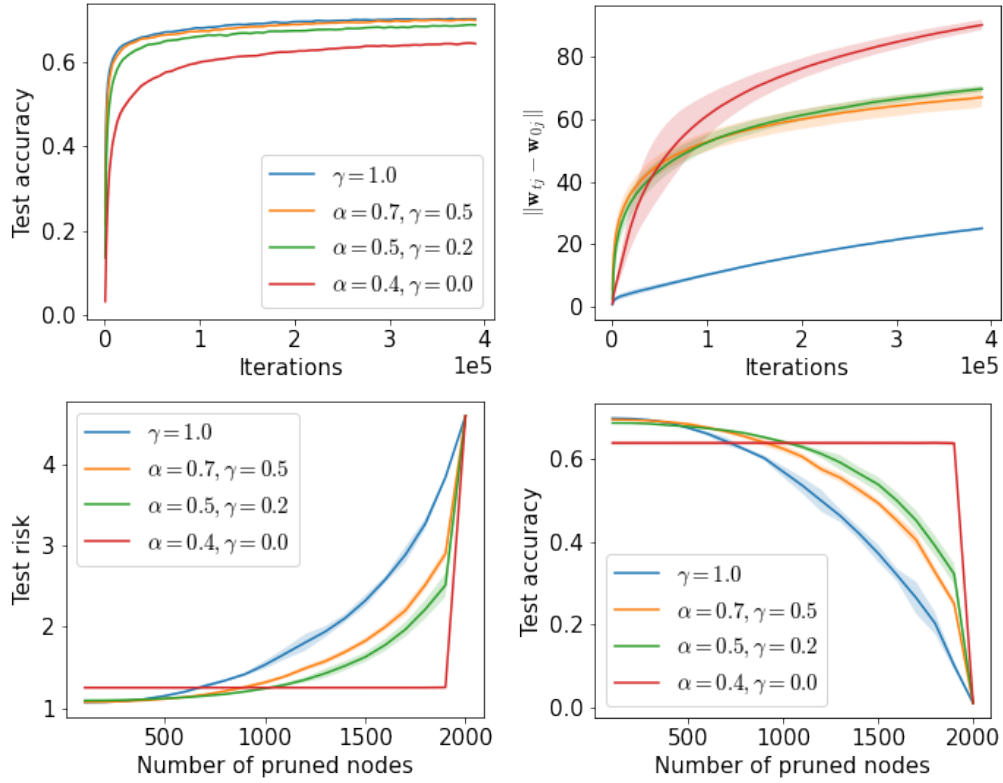 Test accuracy
0.6
0.4
0.2
0.0
γ = 1.0
α = 0.7, γ = 0.5
α = 0.5, γ = 0.2
α = 0.4, γ = 0.0
0 1 2 3 4
1e5
Iterations
‖w_{tj} − w_{0j}‖
80
60
40
20
0
0 1 2 3 4
1e5
Iterations
Test risk
4
3
2
1
γ = 1.0
α = 0.7, γ = 0.5
α = 0.5, γ = 0.2
α = 0.4, γ = 0.0
500 1000 1500 2000
Number of pruned nodes
Test accuracy
0.6
0.4
0.2
0.0
γ = 1.0
α = 0.7, γ = 0.5
α = 0.5, γ = 0.2
α = 0.4, γ = 0.0
500 1000 1500 2000
Number of pruned nodes